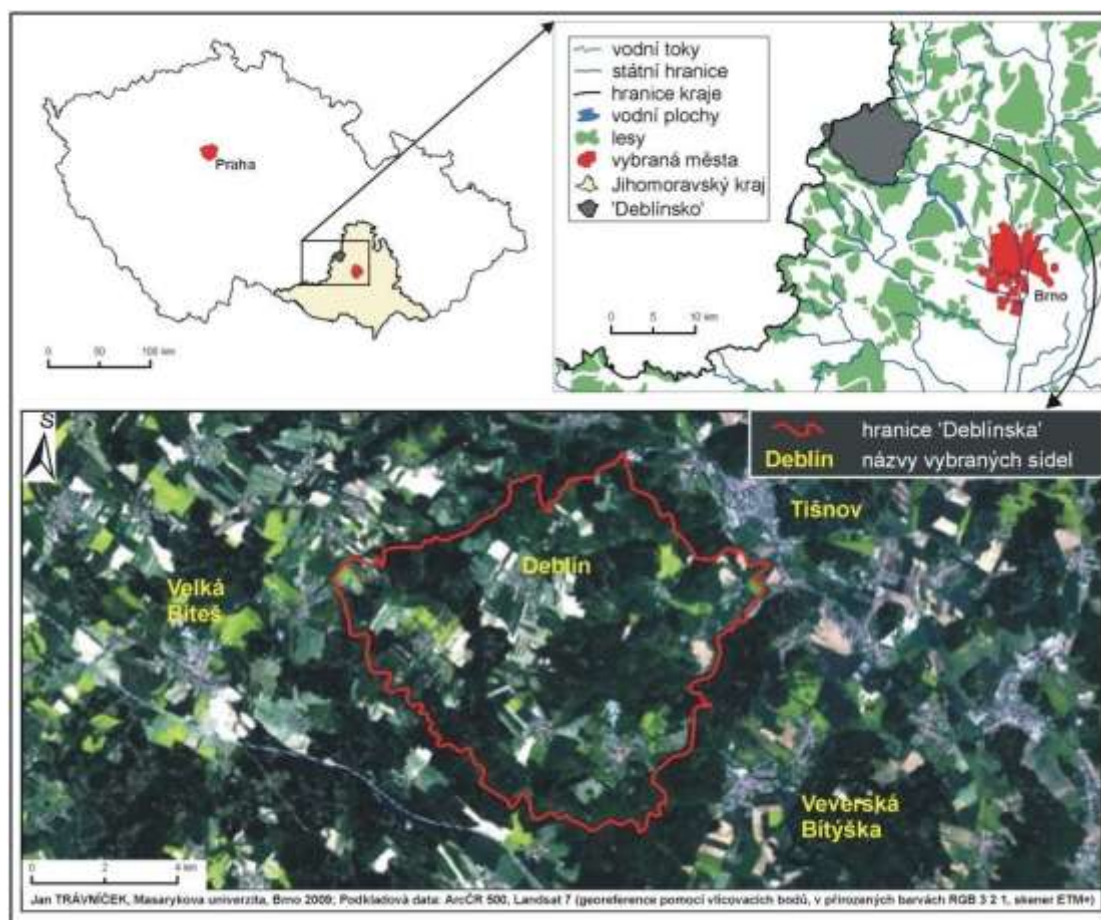 Praha
0 50 100 km
vodní toky
státní hranice
hranice kraje
vodní plochy
lesy
vybraná města
Jihomoravský kraj
'Deblínsko'
Brno
0 5 10 km
S
hranice 'Deblínska'
Deblín názvy vybraných sídel
Tišnov
Deblín
Velká
Bíteš
Veverská
Bítýška
0 2 4 km
Jan TRÁVNÍČEK, Masarykova univerzita, Brno 2009; Podkladová data: ArcČR 500, Landsat 7 (georeference pomocí vlícovacích bodů, v přirozených barvách RGB 3 2 1, skener ETM+)